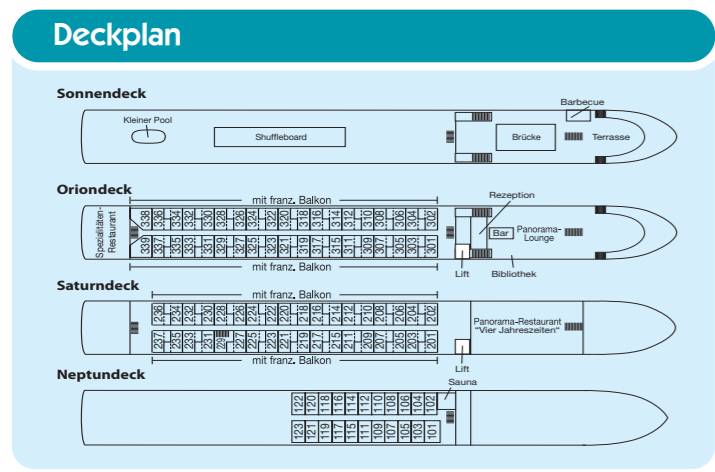 Deckplan
Sonnendeck
Barbecue
Kleiner Pool
Shuffleboard
Brücke
Terrasse
Oriondeck
mit franz. Balkon
Rezeption
Spezialitäten-
Restaurant
338 336 334 332 330 328 326 324 322 320 318 316 314 312 310 308 306 304 302
339 337 335 333 331 329 327 325 323 321 319 317 315 311 309 307 305 303 301
Bar
Panorama-
Lounge
mit franz. Balkon
Lift
Bibliothek
Saturndeck
mit franz. Balkon
236 234 232 230 228 226 224 222 220 218 216 214 212 210 208 206 204 202
237 235 233 231 229 227 225 223 221 219 217 215 211 209 207 205 203 201
Panorama-Restaurant
"Vier Jahreszeiten"
mit franz. Balkon
Lift
Neptundeck
Sauna
122 120 118 116 114 112 110 108 106 104 102
123 121 119 117 115 111 109 107 105 103 101